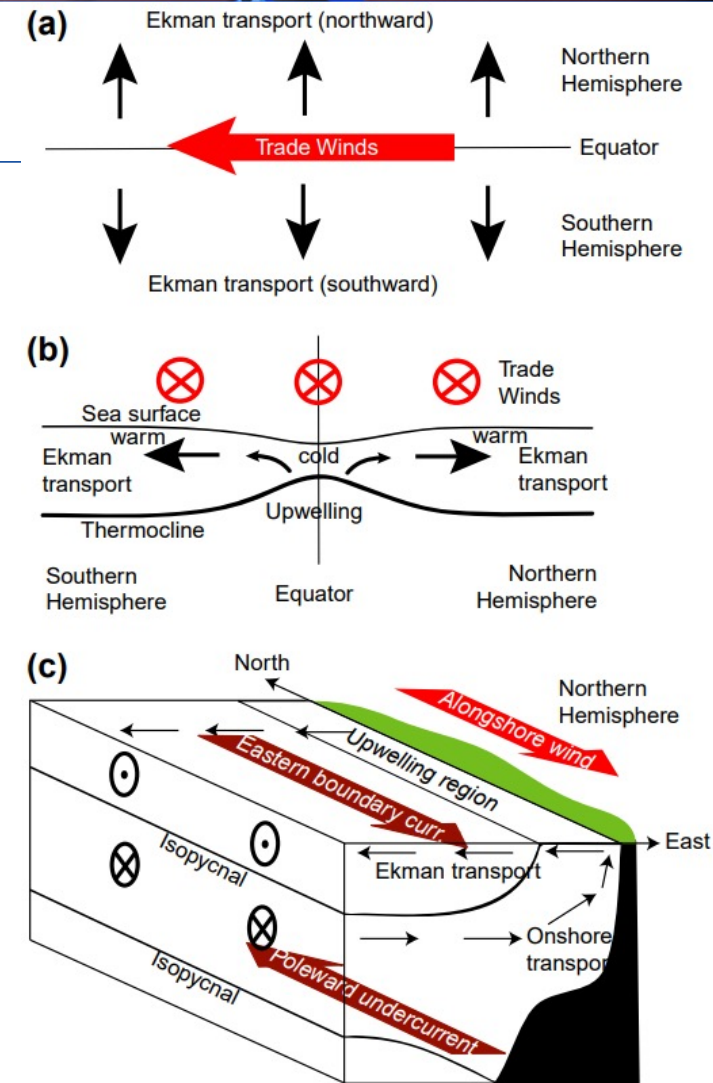 (a)
Ekman transport (northward)
Northern
Hemisphere
Trade Winds
Equator
Southern
Hemisphere
Ekman transport (southward)
(b)
Trade
Winds
Sea surface
warm
warm
cold
Ekman
transport
Ekman
transport
Upwelling
Thermocline
Southern
Hemisphere
Equator
Northern
Hemisphere
(c)
North
Northern
Hemisphere
Alongshore wind
Upwelling region
Eastern boundary curr.
East
Isopycnal
Ekman transport
Onshore
transpor
Isopycnal
Poleward undercurrent